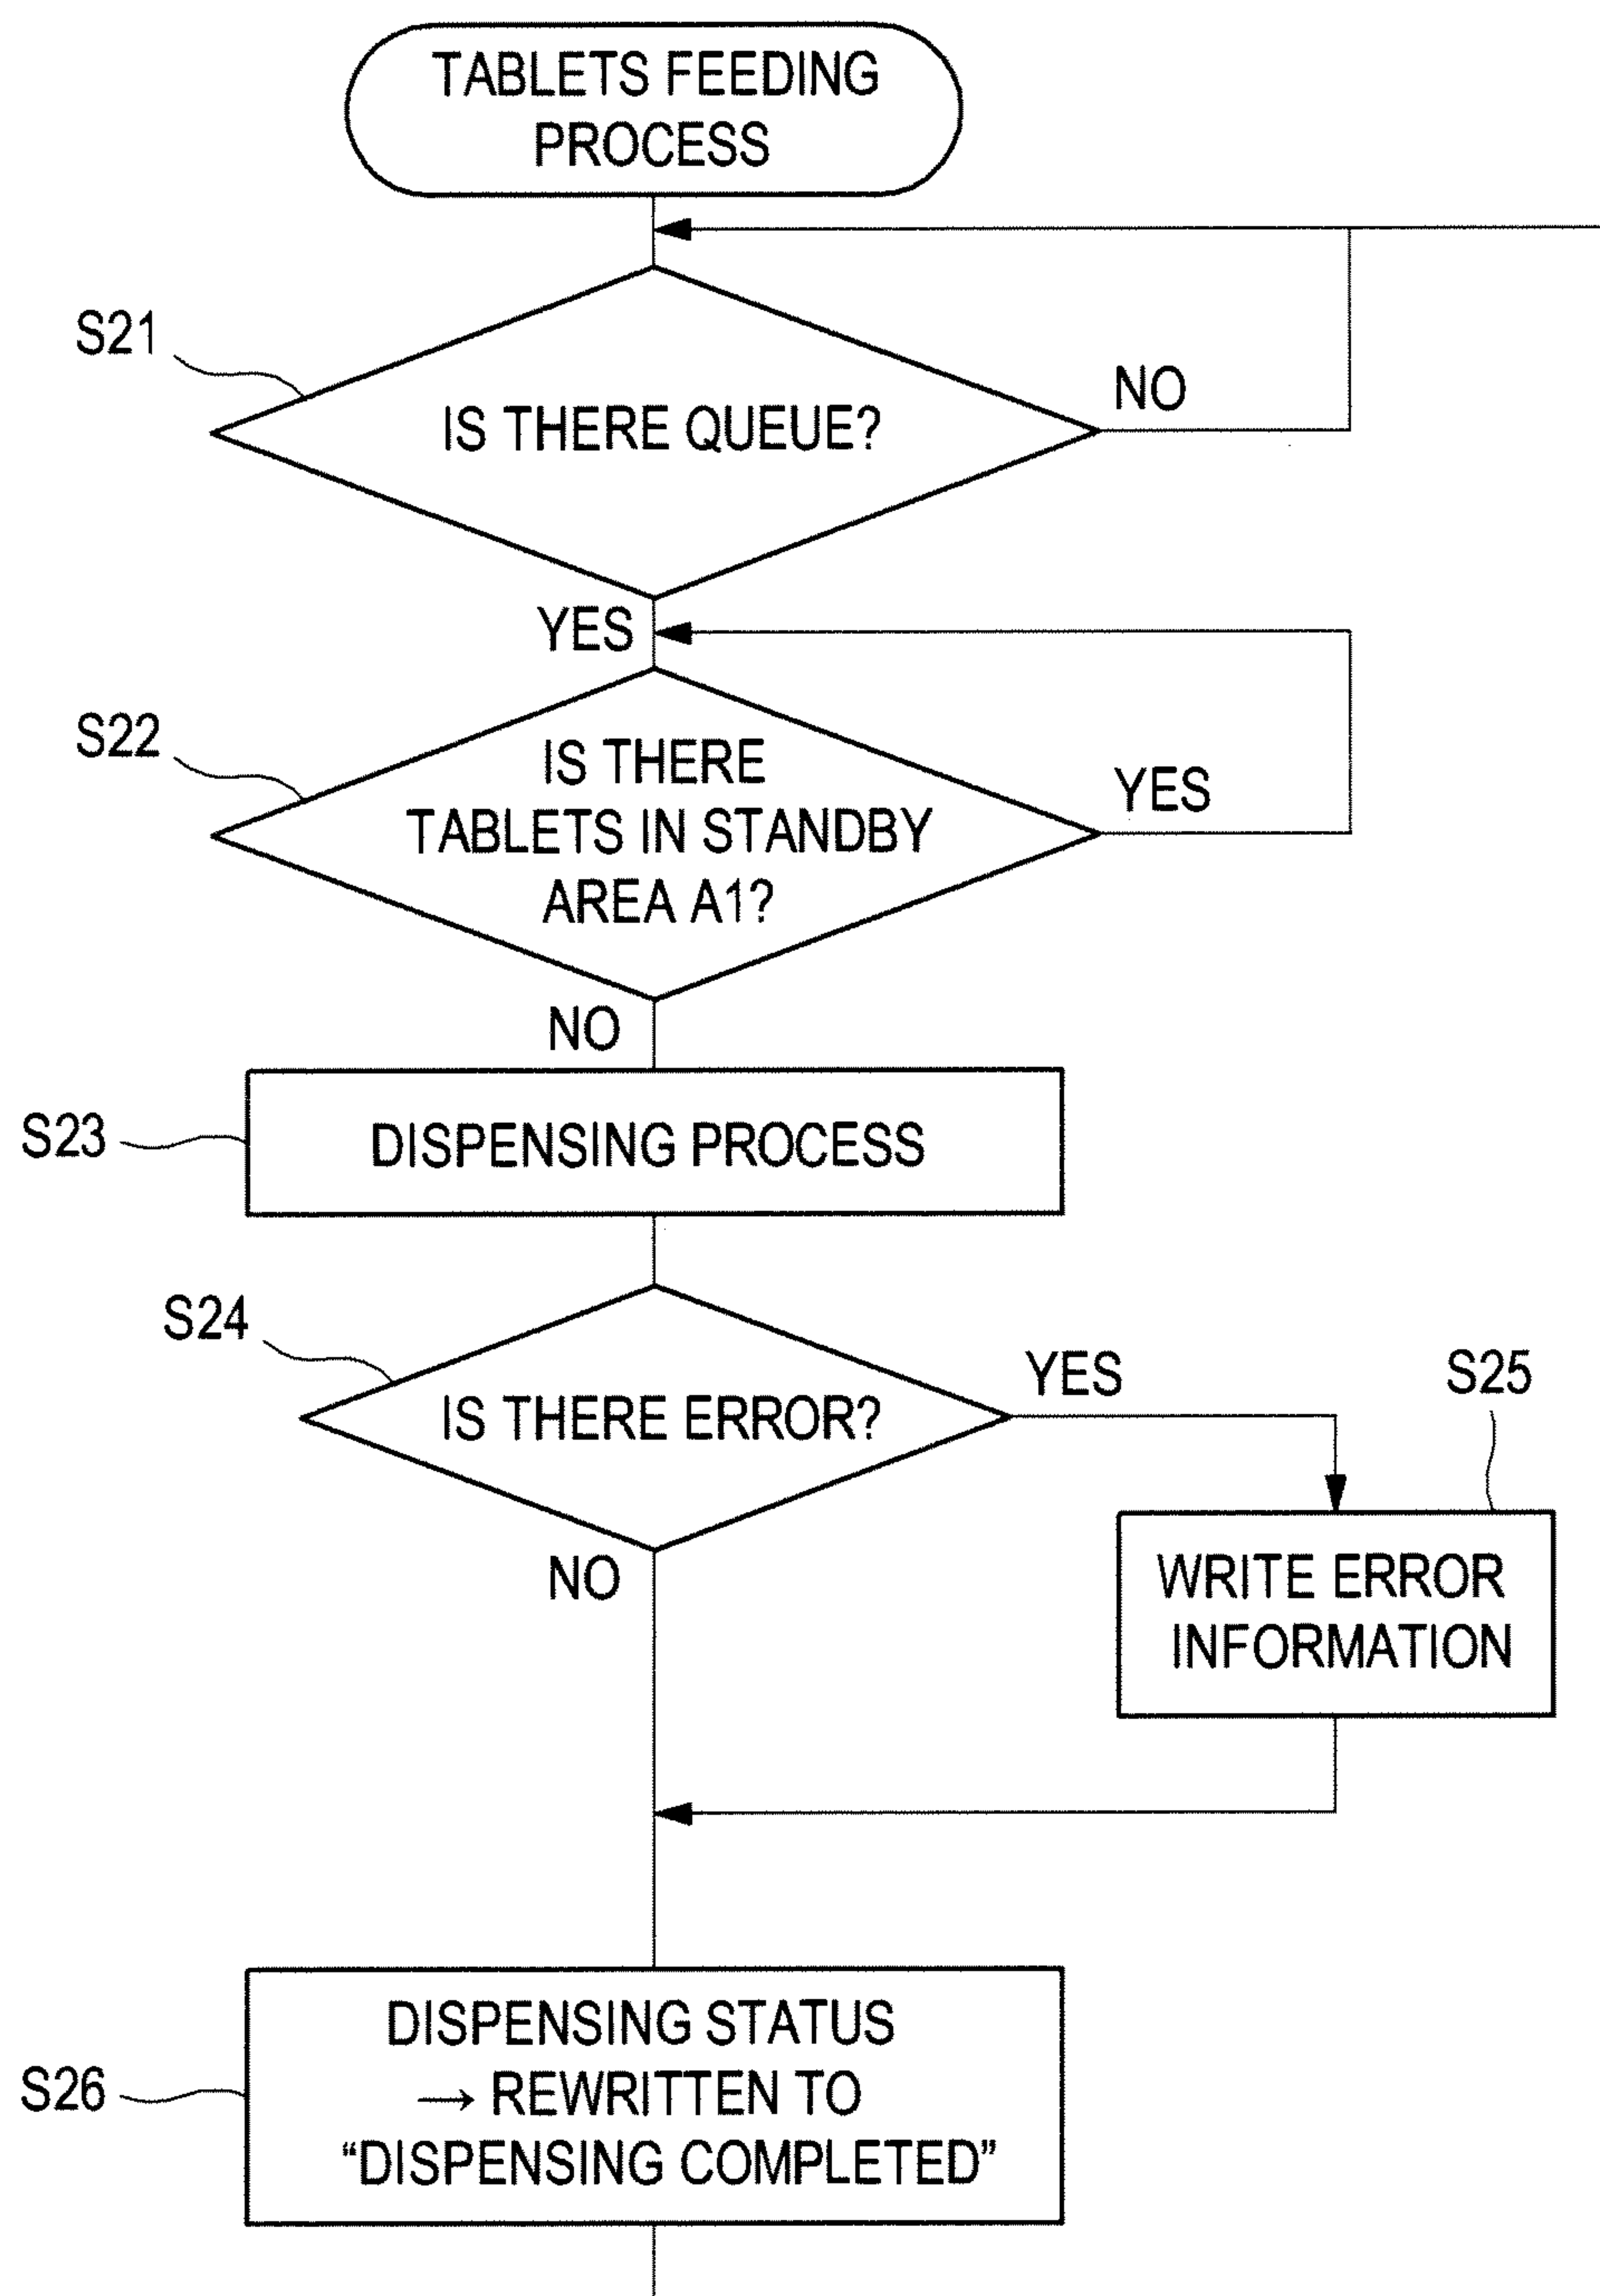 TABLETS FEEDING
PROCESS
S21
IS THERE QUEUE?
NO
YES
S22
IS THERE
TABLETS IN STANDBY
AREA A1?
YES
NO
S23
DISPENSING PROCESS
S24
IS THERE ERROR?
YES
S25
NO
WRITE ERROR
INFORMATION
S26
DISPENSING STATUS
→ REWRITTEN TO
“DISPENSING COMPLETED”